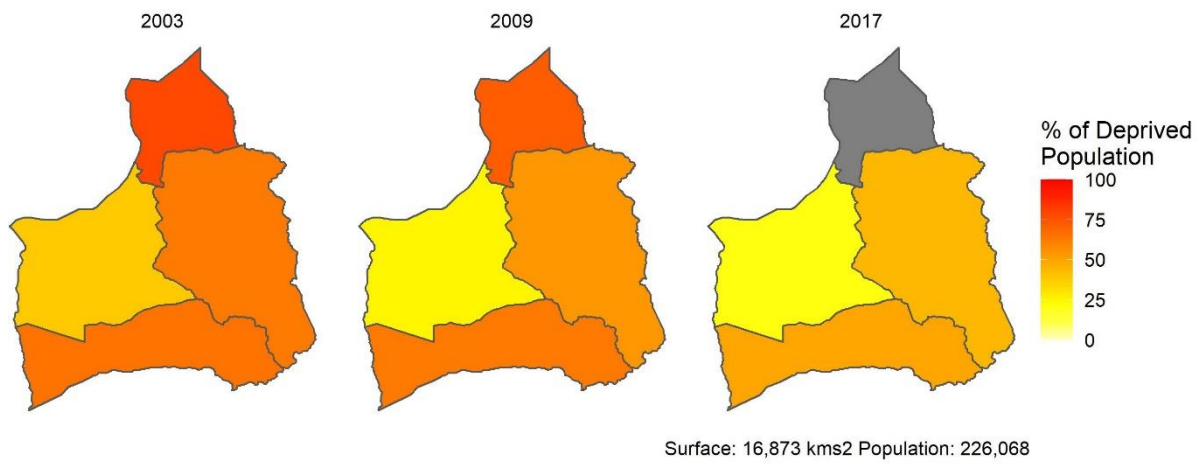 2003
2009
2017
% of Deprived
Population
100
75
50
25
0
Surface: 16,873 kms2 Population: 226,068